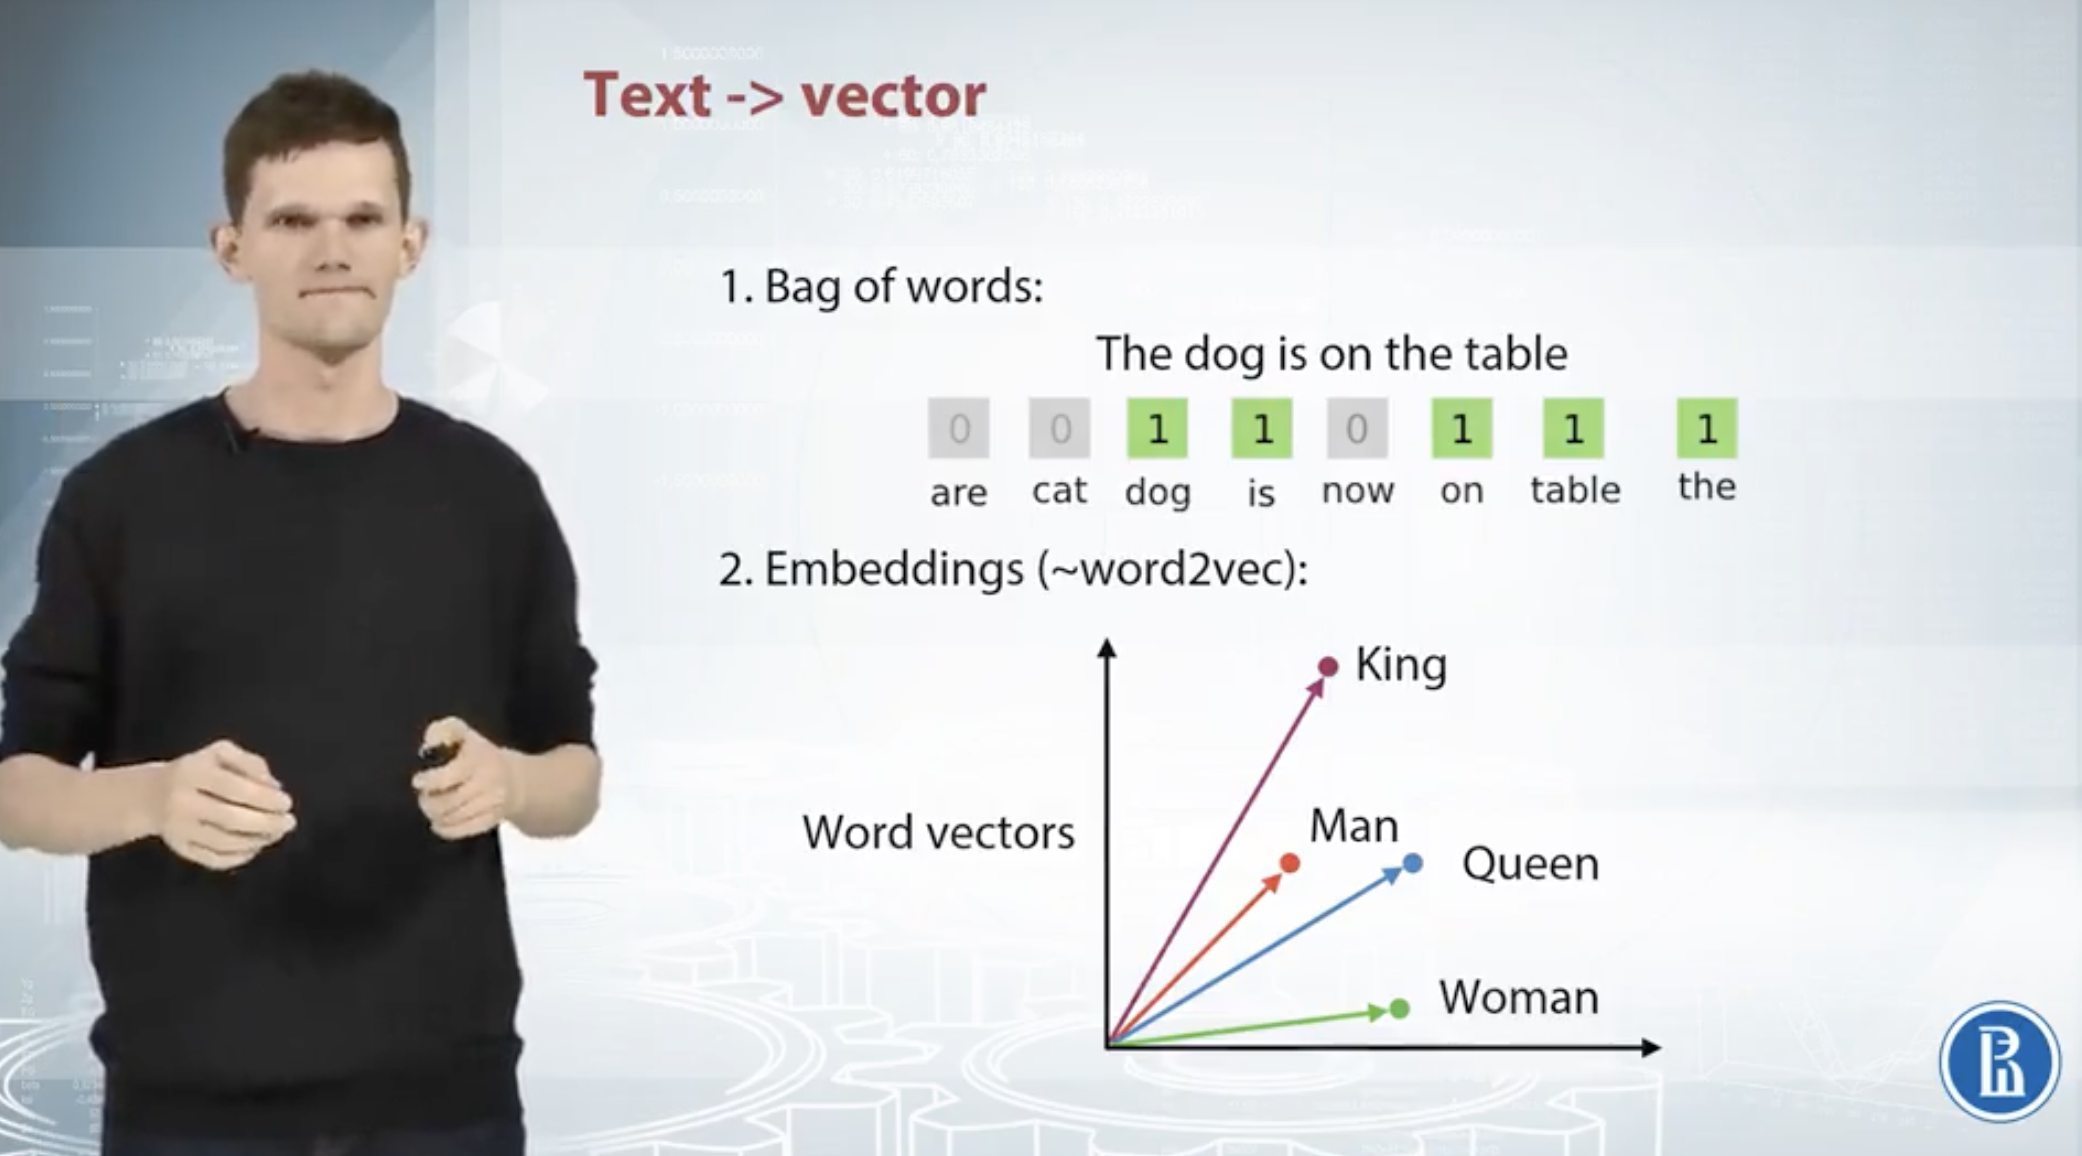 Text -> vector
1. Bag of words:
The dog is on the table
0 0 1 1 0 1 1 1
are cat dog is now on table the
2. Embeddings (~word2vec):
King
Man
Queen
Word vectors
Woman